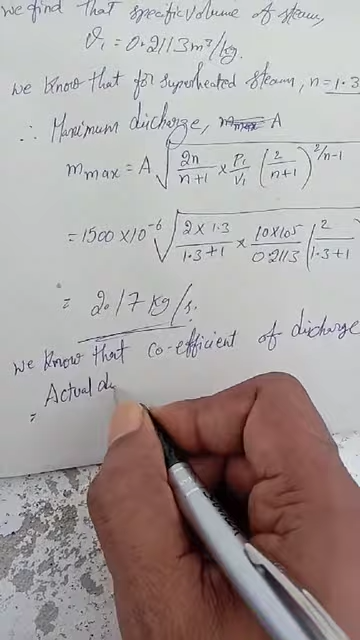 we find that specific volume of steam,
v₁ = 0.2113 m³/kg.
we know that for superheated steam, n = 1.3
∴ Maximum discharge, A
m max = A √ 2n/n+1 × P₁/V₁ (2/n+1)^2/n-1
= 1500 × 10⁻⁶ √ 2 × 1.3/1.3+1 × 10×10⁵/0.2113 (2/1.3+1
= 2.17 kg/s.
we know that co-efficient of discharge
= Actual di